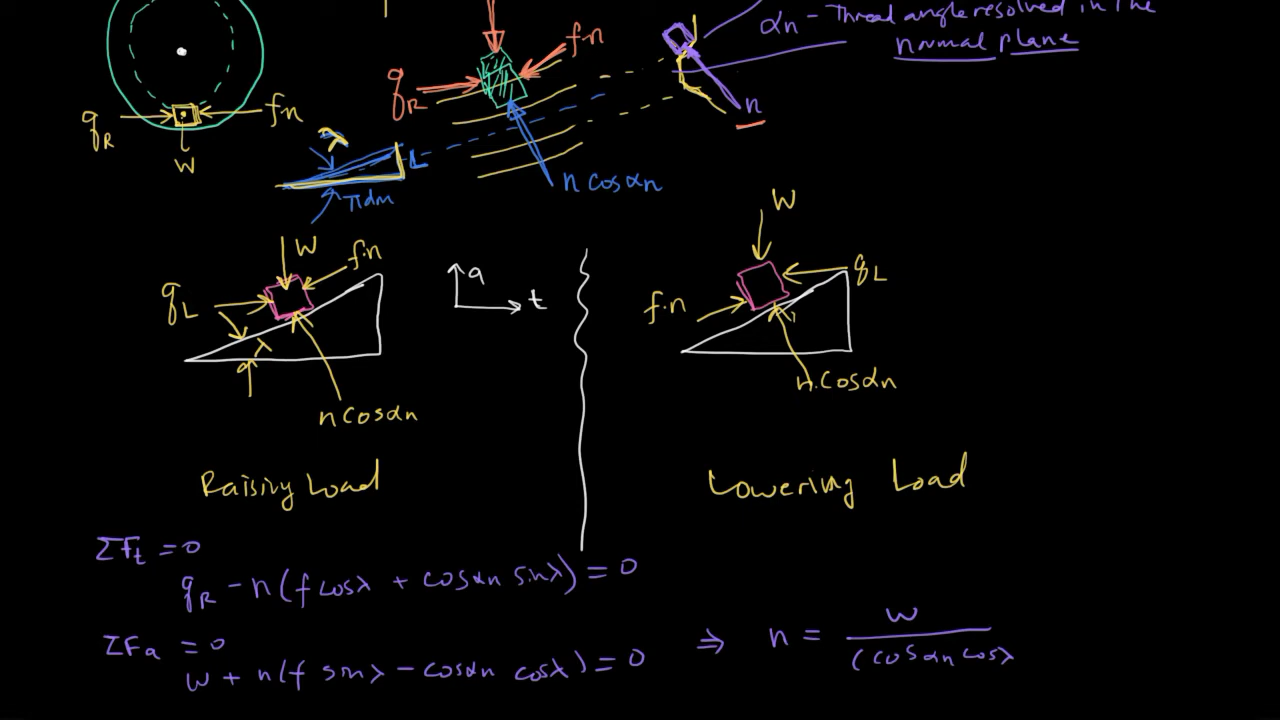 αn - Thread angle resolved in the
normal plane
f.n
qR
n
qR
fn
W
λ
L
πdm
n cosαn
W
f.n
qL
a
t
λ
n cosαn
W
qL
f.n
n.cosαn
Raising Load
Lowering Load
ΣFt = 0
qR - n(f cosλ + cosαn sinλ) = 0
ΣFa = 0
W + n(f sinλ - cosαn cosλ) = 0 ⇒ n = W / (cosαn cosλ